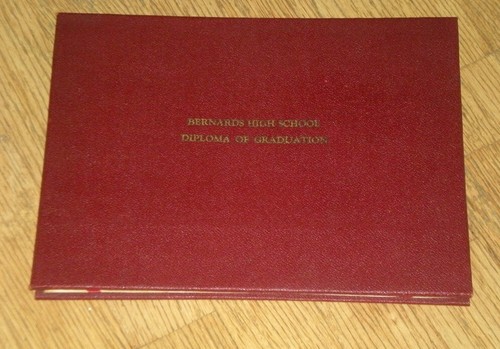 BERNARDS HIGH SCHOOL
DIPLOMA OF GRADUATION